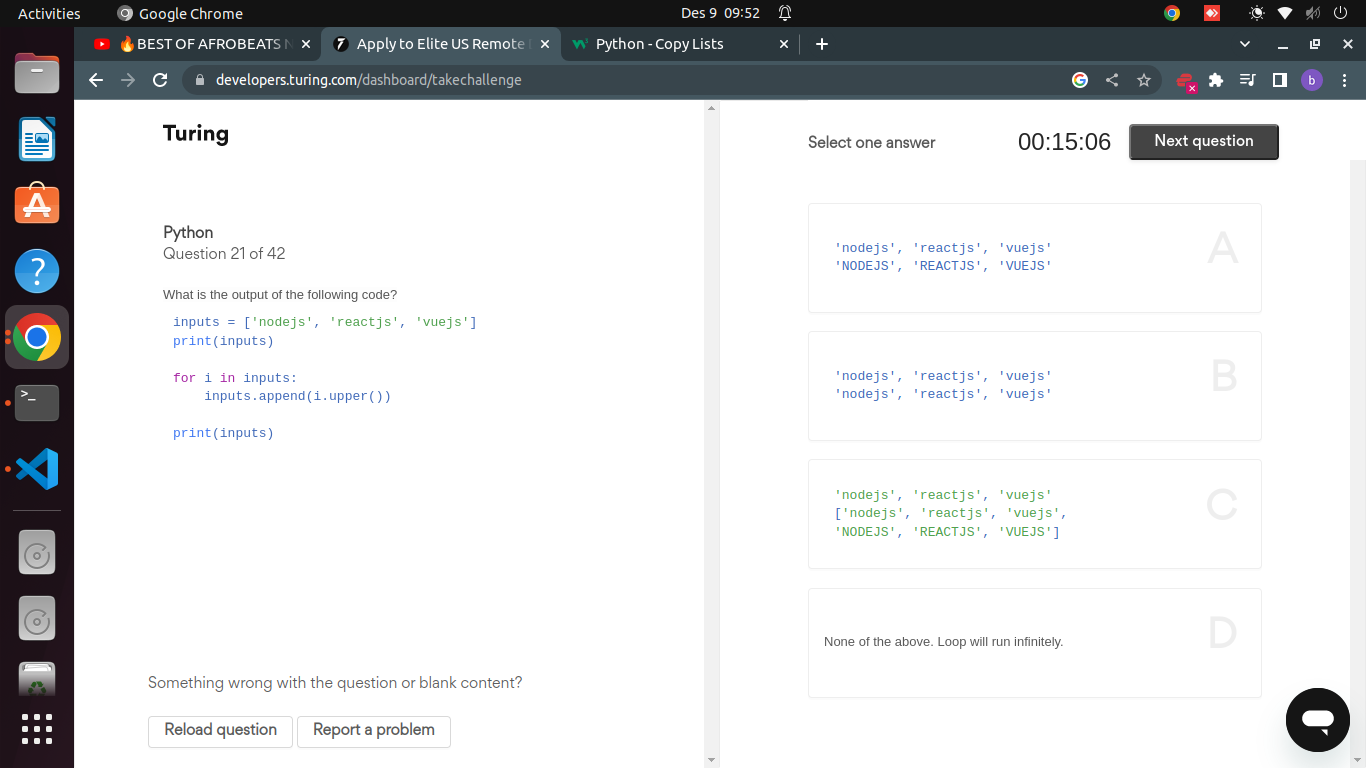 Activities
Google Chrome
Des 9 09:52
🔥BEST OF AFROBEATS N
Apply to Elite US Remote
Python - Copy Lists
developers.turing.com/dashboard/takechallenge
b
Turing
Python
Question 21 of 42
What is the output of the following code?
inputs = ['nodejs', 'reactjs', 'vuejs']
print(inputs)
for i in inputs:
    inputs.append(i.upper())
print(inputs)
Something wrong with the question or blank content?
Reload question
Report a problem
Select one answer
00:15:06
Next question
A
'nodejs', 'reactjs', 'vuejs'
'NODEJS', 'REACTJS', 'VUEJS'
B
'nodejs', 'reactjs', 'vuejs'
'nodejs', 'reactjs', 'vuejs'
C
'nodejs', 'reactjs', 'vuejs'
['nodejs', 'reactjs', 'vuejs',
'NODEJS', 'REACTJS', 'VUEJS']
D
None of the above. Loop will run infinitely.